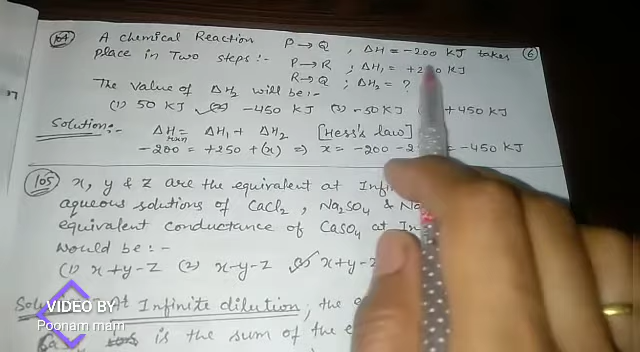 104 A chemical Reaction P → Q , ΔH = -200 KJ takes 6
place in Two steps:- P → R ; ΔH₁ = + KJ
R → Q ; ΔH₂ = ?
The value of ΔH₂ will be:-
(1) 50 KJ (2) -450 KJ (3) -50 KJ + 450 KJ
Solution:- ΔH rxn = ΔH₁ + ΔH₂ [Hess's law]
-200 = +250 + (x) ⇒ x = -200 - = -450 KJ
105 x, y & z are the equivalent at Infi
aqueous solutions of CaCl₂, Na₂SO₄ & Na
equivalent conductance of CaSO₄ at In
would be:-
(1) x+y-z (2) x-y-z x+y-z
Solu At Infinite dilution, the
is the sum of the
VIDEO BY
Poonam mam